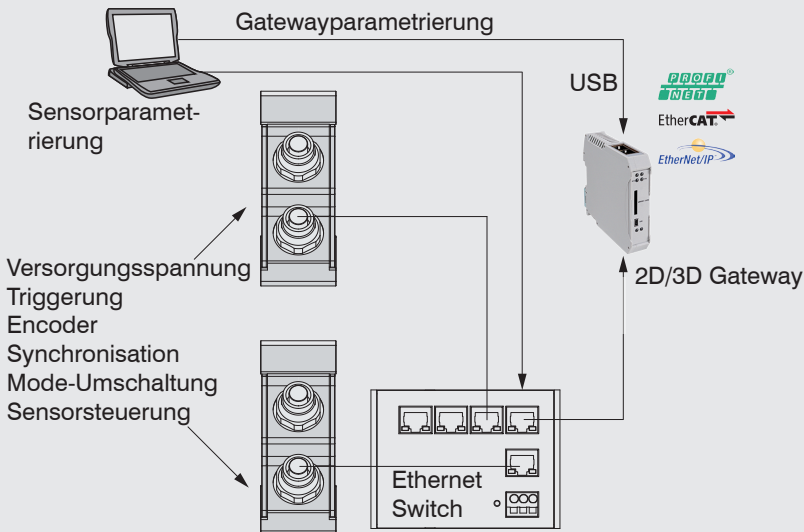 Gatewayparametrierung
Sensorparamet-
rierung
USB
PROFI®
NET
EtherCAT®
EtherNet/IP
2D/3D Gateway
Versorgungsspannung
Triggerung
Encoder
Synchronisation
Mode-Umschaltung
Sensorsteuerung
Ethernet
Switch